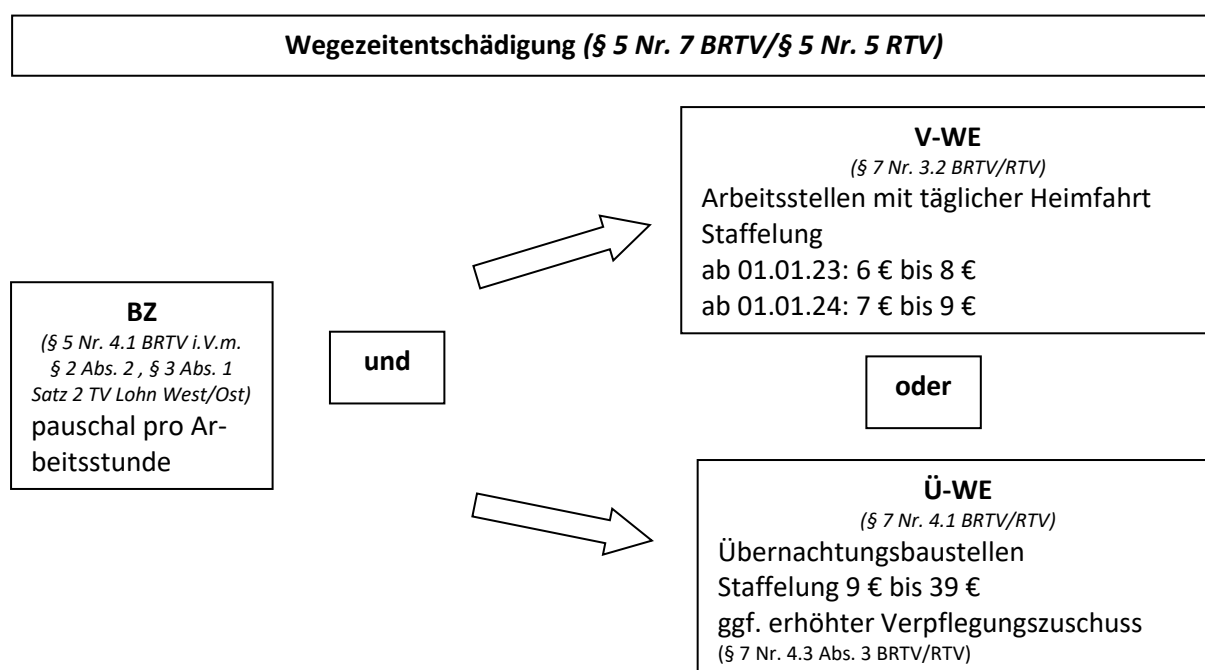 Wegezeitentschädigung (§ 5 Nr. 7 BRTV/§ 5 Nr. 5 RTV)
BZ
(§ 5 Nr. 4.1 BRTV i.V.m.
§ 2 Abs. 2 , § 3 Abs. 1
Satz 2 TV Lohn West/Ost)
pauschal pro Ar-
beitsstunde
und
V-WE
(§ 7 Nr. 3.2 BRTV/RTV)
Arbeitsstellen mit täglicher Heimfahrt
Staffelung
ab 01.01.23: 6 € bis 8 €
ab 01.01.24: 7 € bis 9 €
oder
Ü-WE
(§ 7 Nr. 4.1 BRTV/RTV)
Übernachtungsbaustellen
Staffelung 9 € bis 39 €
ggf. erhöhter Verpflegungszuschuss
(§ 7 Nr. 4.3 Abs. 3 BRTV/RTV)